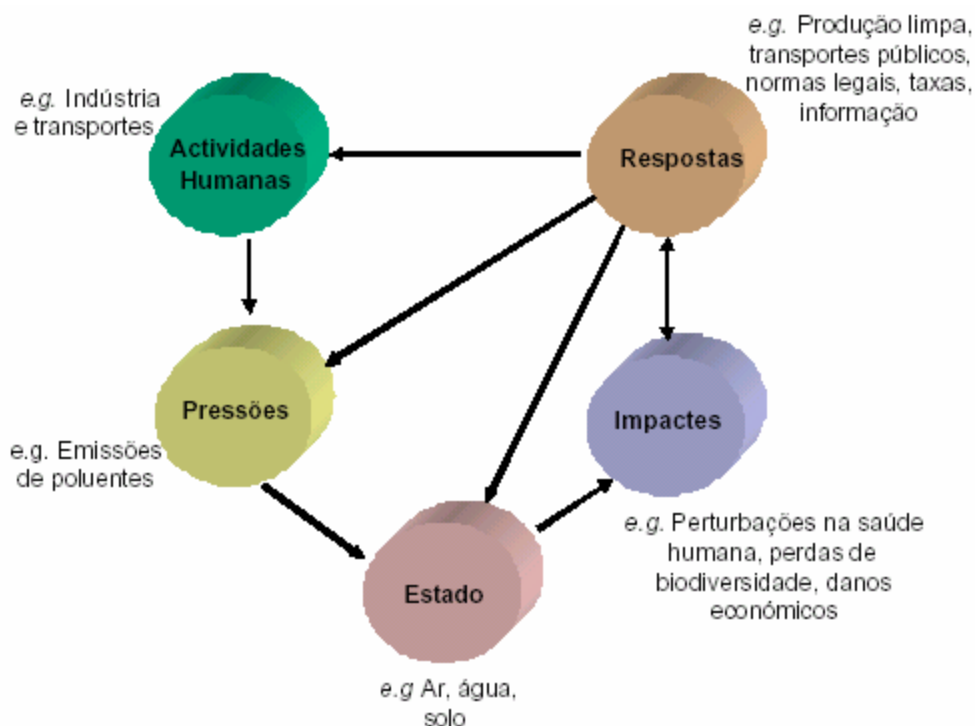 e.g. Indústria
e transportes
Actividades
Humanas
e.g. Produção limpa,
transportes públicos,
normas legais, taxas,
informação
Respostas
Pressões
e.g. Emissões
de poluentes
Impactes
e.g. Perturbações na saúde
humana, perdas de
biodiversidade, danos
económicos
Estado
e.g Ar, água,
solo